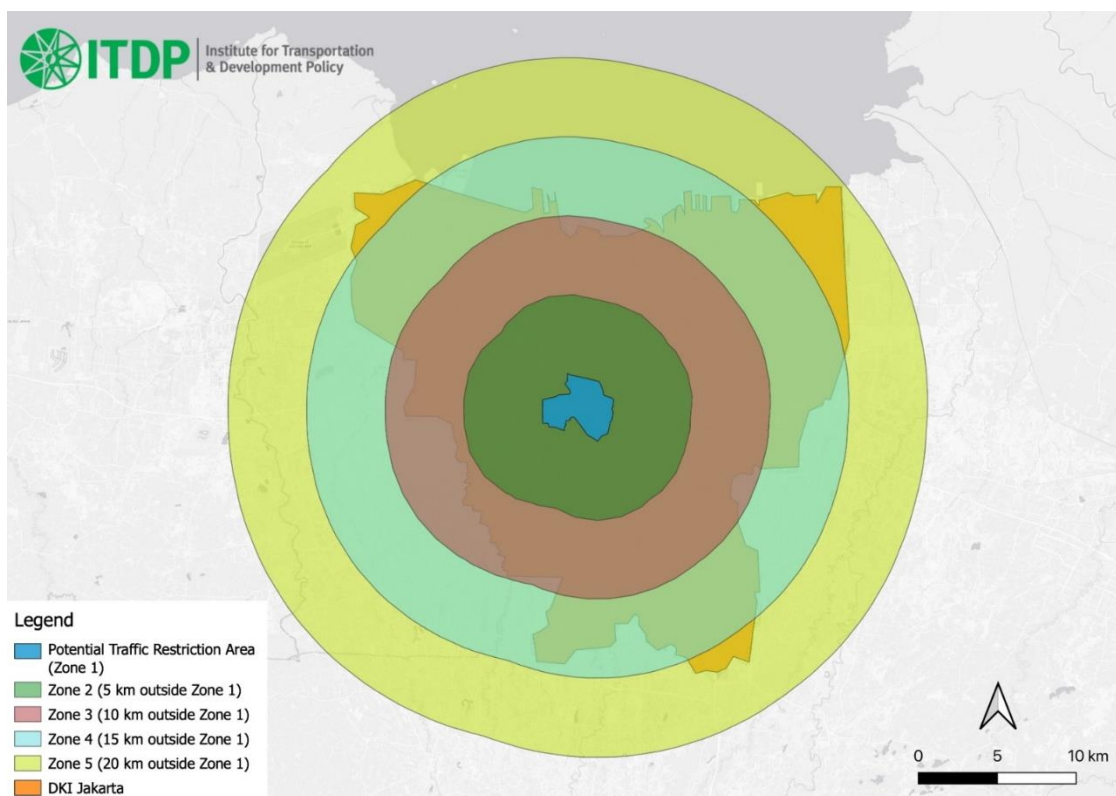 ITDP
Institute for Transportation
& Development Policy
Legend
Potential Traffic Restriction Area
(Zone 1)
Zone 2 (5 km outside Zone 1)
Zone 3 (10 km outside Zone 1)
Zone 4 (15 km outside Zone 1)
Zone 5 (20 km outside Zone 1)
DKI Jakarta
0 5 10 km